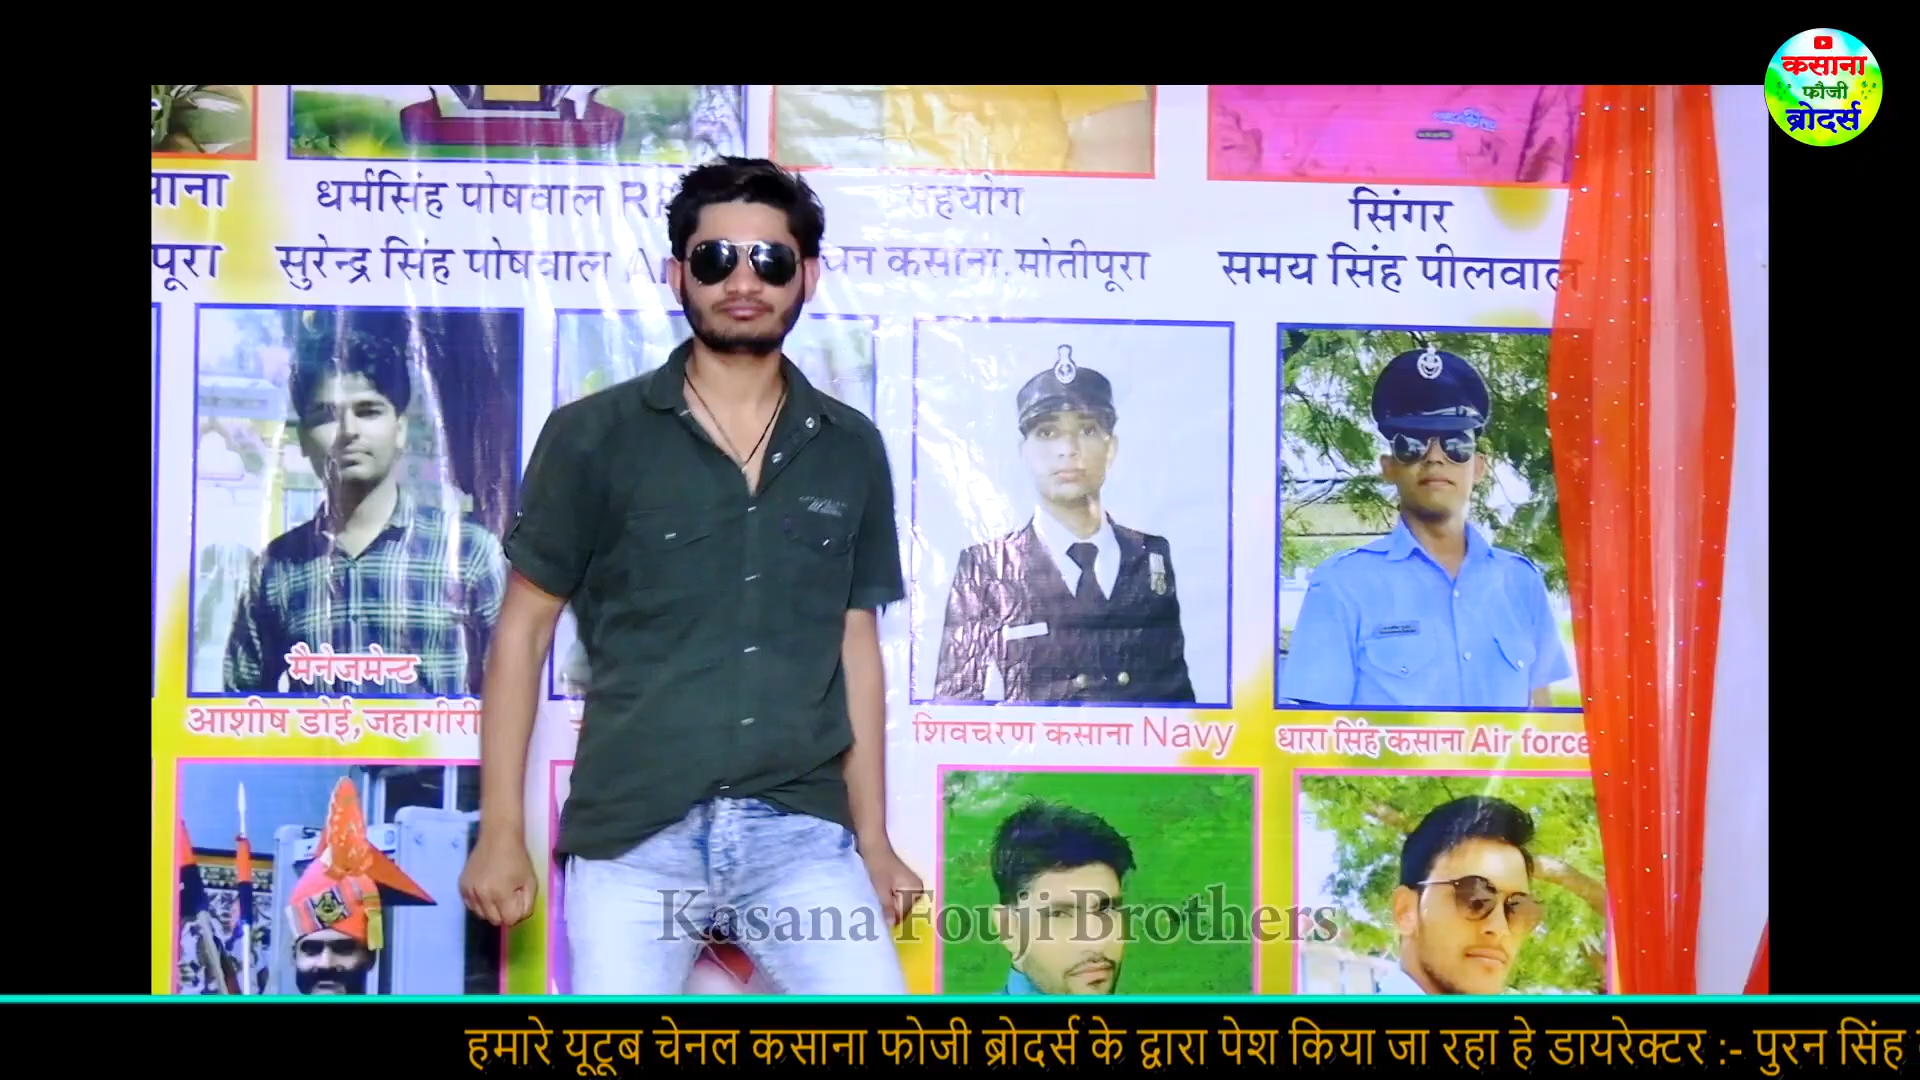 कसाना
फौजी
ब्रोदर्स
माना
धर्मसिंह पोषवाल
सहयोग
सिंगर
पूरा
सुरेन्द्र सिंह पोषवाल
कसाना, मोतीपूरा
समय सिंह पीलवाल
मैनेजमेन्ट
आशीष डोई,जहागीरी
शिवचरण कसाना Navy
धारा सिंह कसाना Air force
Kasana Fouji Brothers
हमारे यूटूब चेनल कसाना फोजी ब्रोदर्स के द्वारा पेश किया जा रहा हे डायरेक्टर :- पुरन सिंह